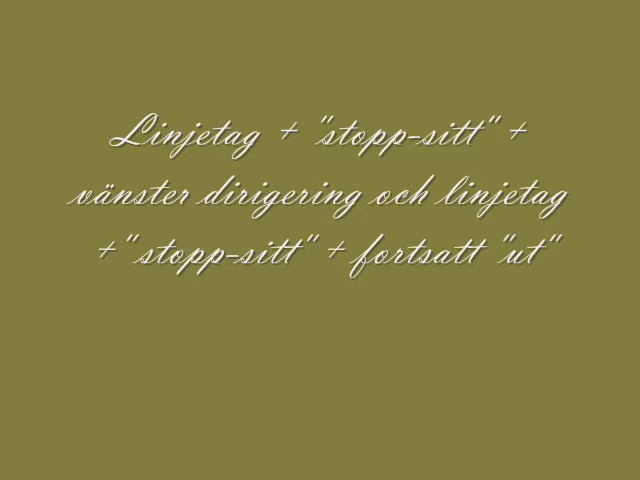 Linjetag + "stopp-sitt" +
vänster dirigering och linjetag
+" stopp-sitt" + fortsatt "ut"